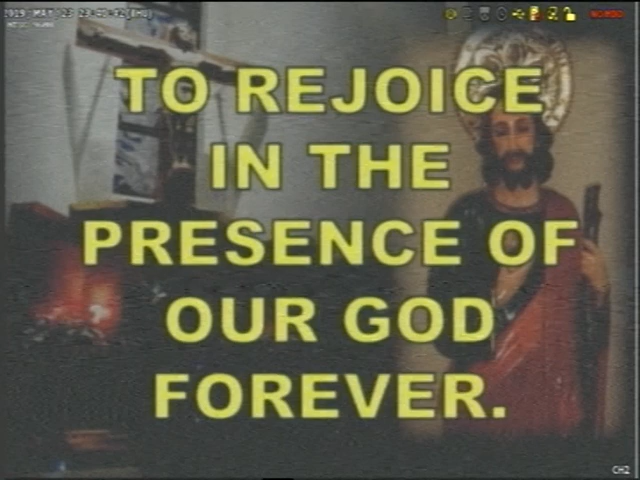 TO REJOICE
IN THE
PRESENCE OF
OUR GOD
FOREVER.
CH2